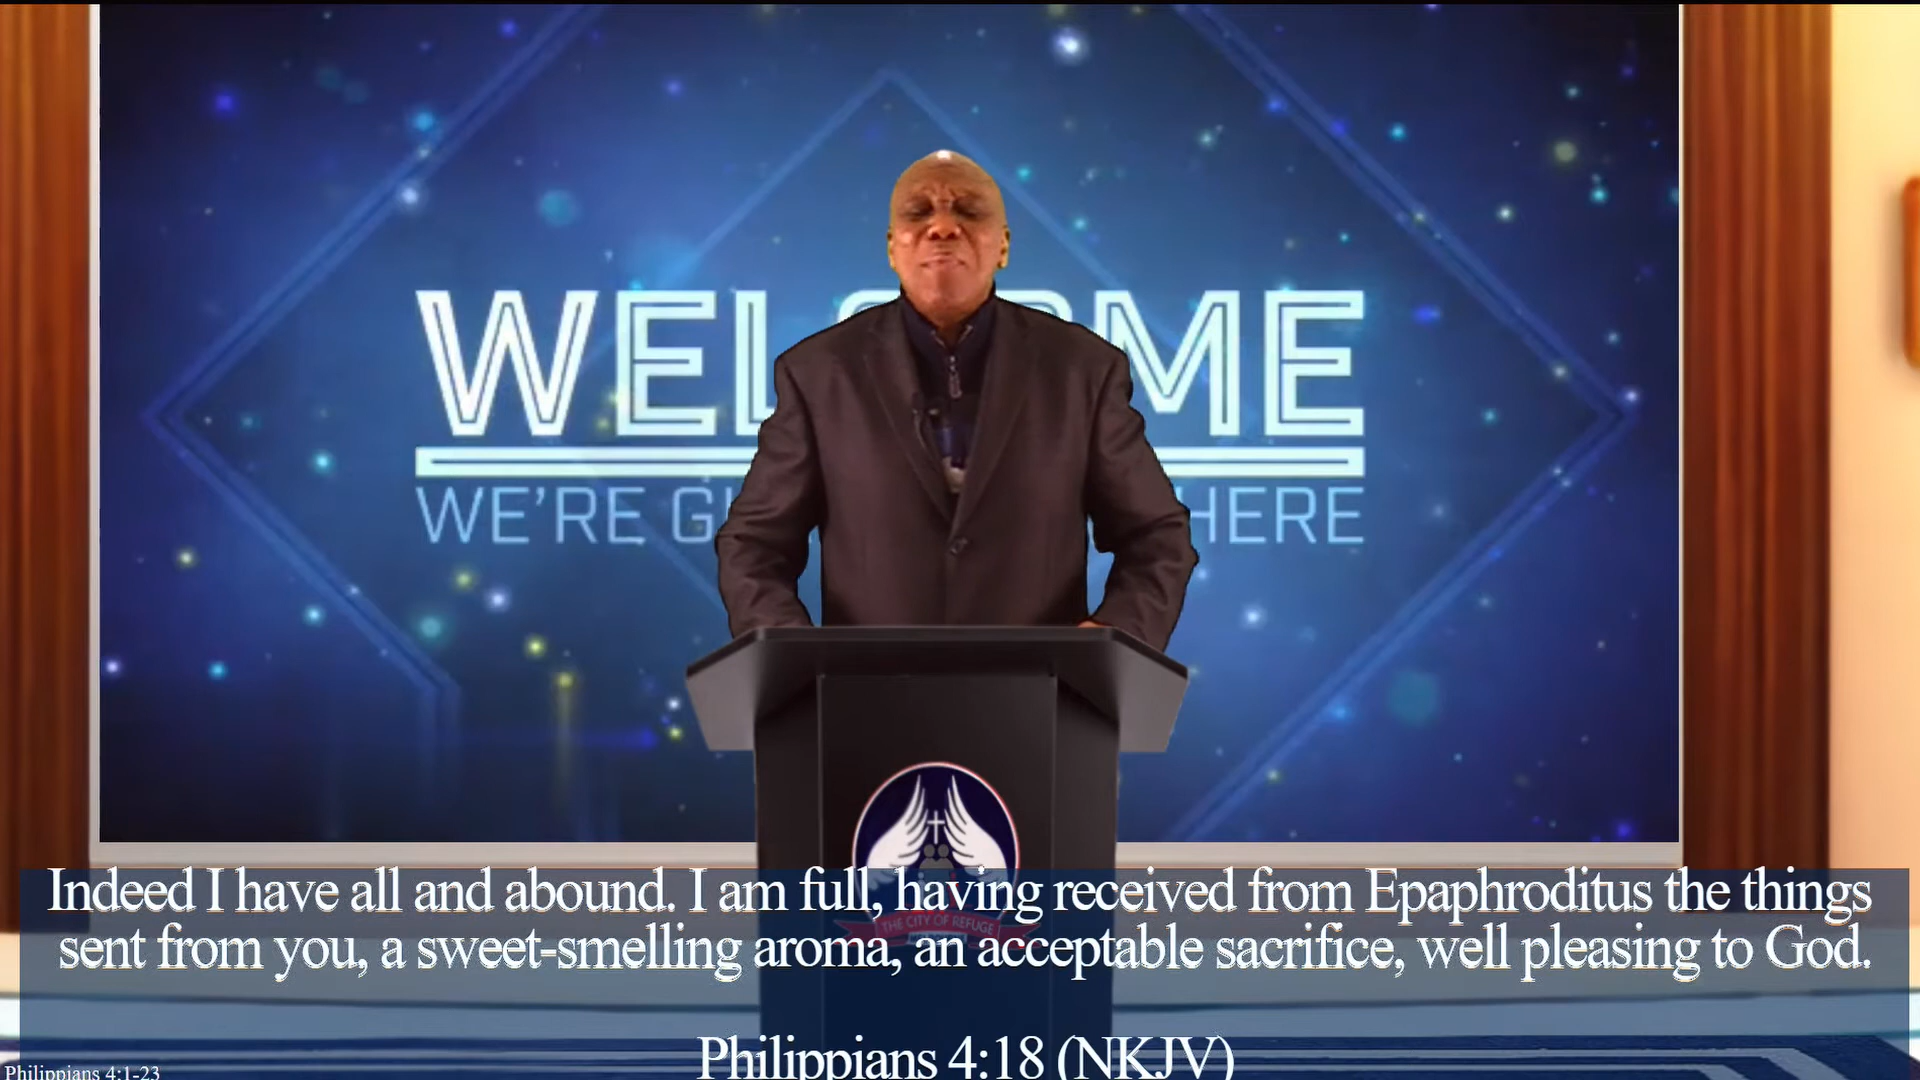 WELCOME
WE'RE HERE
Indeed I have all and abound. I am full, having received from Epaphroditus the things
sent from you, a sweet-smelling aroma, an acceptable sacrifice, well pleasing to God.
THE CITY OF REFUGE
Philippians 4:18 (NKJV)
Philippians 4:1-23